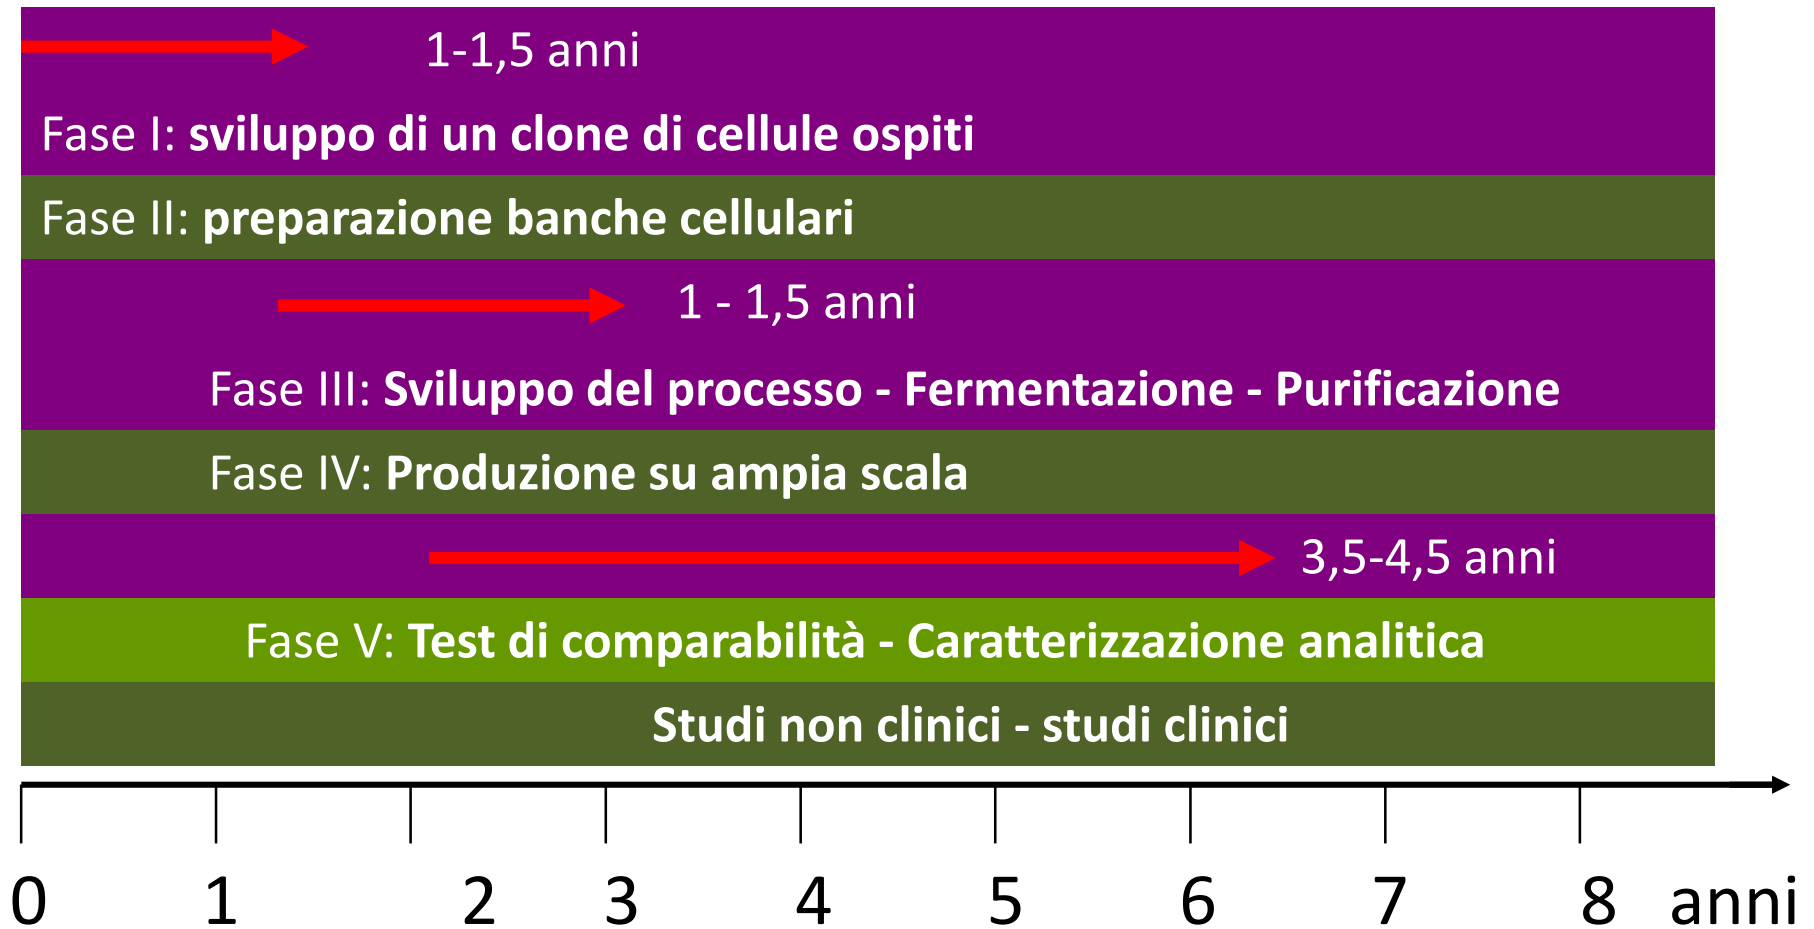 1-1,5 anni
Fase I: sviluppo di un clone di cellule ospiti
Fase II: preparazione banche cellulari
1 - 1,5 anni
Fase III: Sviluppo del processo - Fermentazione - Purificazione
Fase IV: Produzione su ampia scala
3,5-4,5 anni
Fase V: Test di comparabilità - Caratterizzazione analitica
Studi non clinici - studi clinici
0 1 2 3 4 5 6 7 8 anni